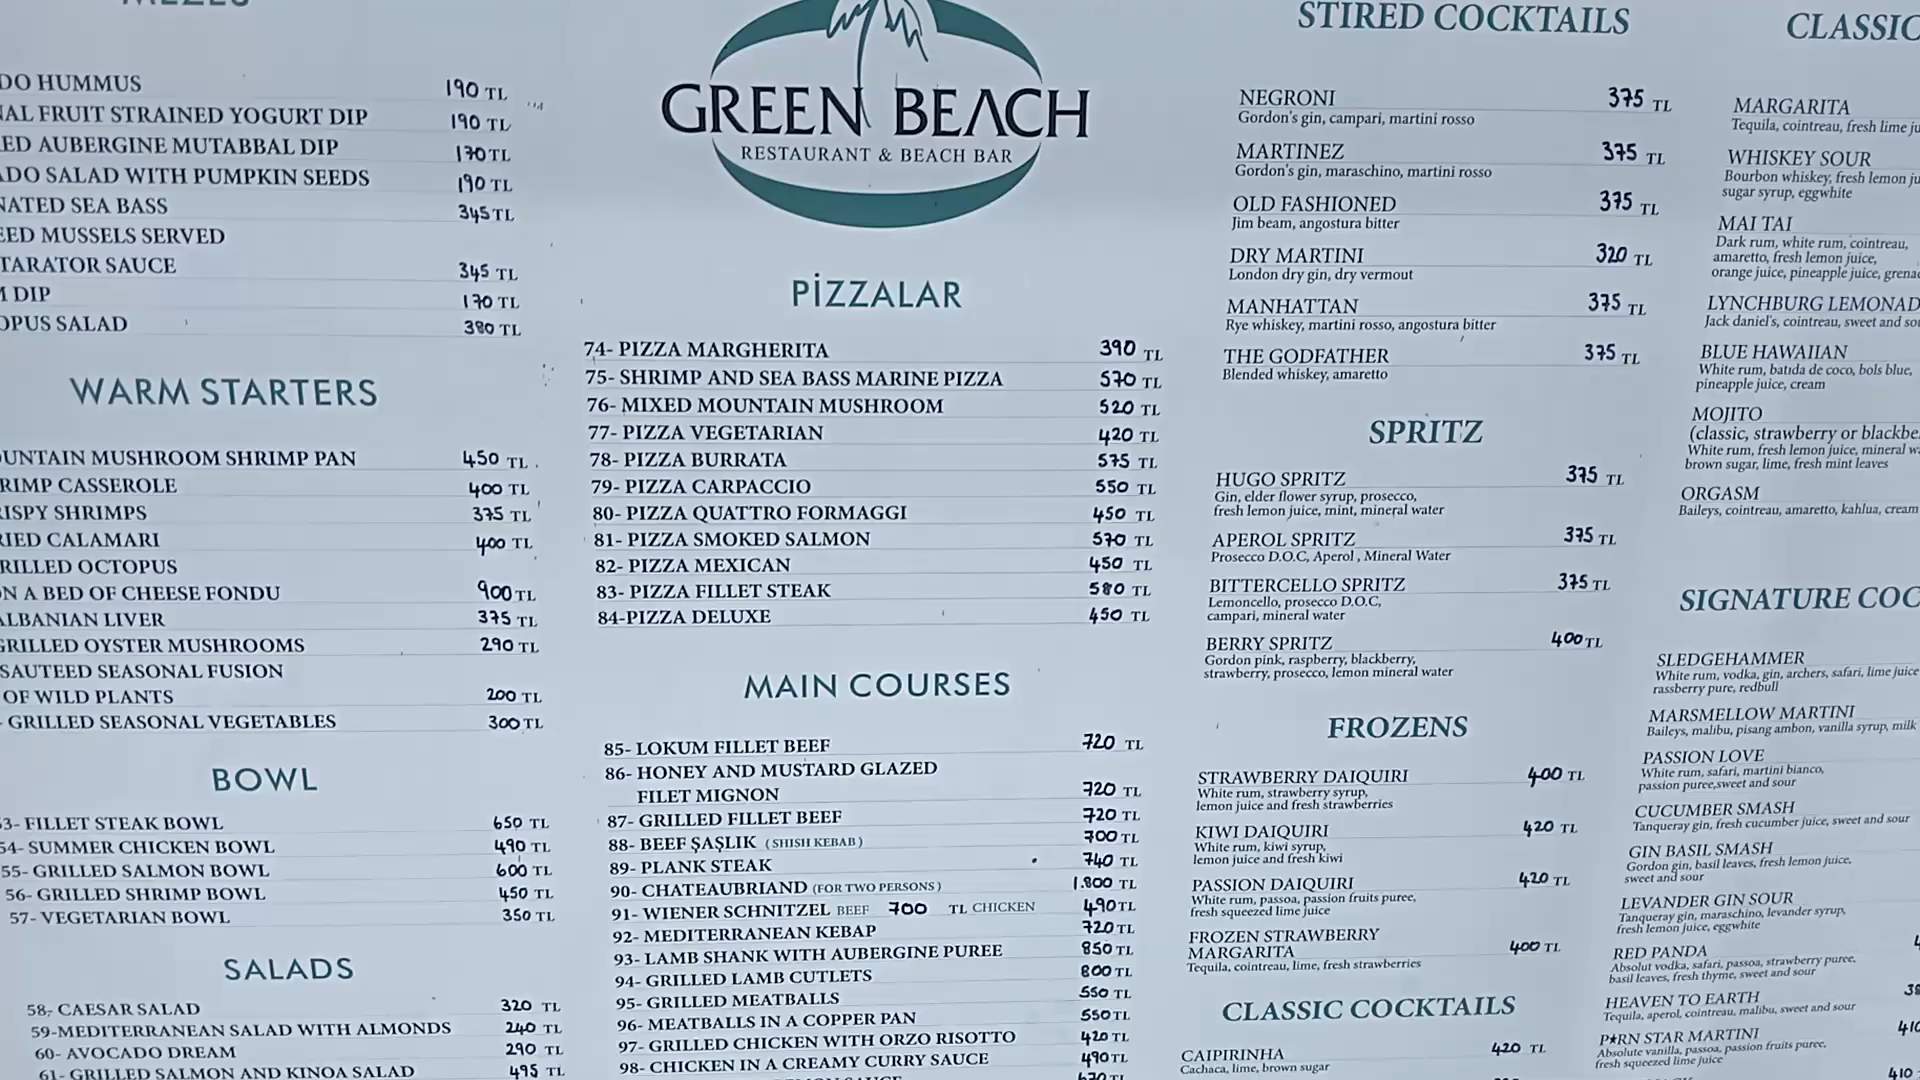 MEZES
DO HUMMUS 190 TL
NAL FRUIT STRAINED YOGURT DIP 190 TL
ED AUBERGINE MUTABBAL DIP 170 TL
ADO SALAD WITH PUMPKIN SEEDS 190 TL
NATED SEA BASS 345 TL
EED MUSSELS SERVED
TARATOR SAUCE 345 TL
M DIP 170 TL
OPUS SALAD 380 TL
WARM STARTERS
UNTAIN MUSHROOM SHRIMP PAN 450 TL
RIMP CASSEROLE 400 TL
RISPY SHRIMPS 375 TL
RIED CALAMARI 400 TL
RILLED OCTOPUS
ON A BED OF CHEESE FONDU 900 TL
ALBANIAN LIVER 375 TL
GRILLED OYSTER MUSHROOMS 290 TL
SAUTEED SEASONAL FUSION
OF WILD PLANTS 200 TL
- GRILLED SEASONAL VEGETABLES 300 TL
BOWL
53- FILLET STEAK BOWL 650 TL
54- SUMMER CHICKEN BOWL 490 TL
55- GRILLED SALMON BOWL 600 TL
56- GRILLED SHRIMP BOWL 450 TL
57- VEGETARIAN BOWL 350 TL
SALADS
58- CAESAR SALAD 320 TL
59-MEDITERRANEAN SALAD WITH ALMONDS 240 TL
60- AVOCADO DREAM 290 TL
61- GRILLED SALMON AND KINOA SALAD 495 TL
GREEN BEACH
RESTAURANT & BEACH BAR
PİZZALAR
74- PIZZA MARGHERITA 390 TL
75- SHRIMP AND SEA BASS MARINE PIZZA 570 TL
76- MIXED MOUNTAIN MUSHROOM 520 TL
77- PIZZA VEGETARIAN 420 TL
78- PIZZA BURRATA 575 TL
79- PIZZA CARPACCIO 550 TL
80- PIZZA QUATTRO FORMAGGI 450 TL
81- PIZZA SMOKED SALMON 570 TL
82- PIZZA MEXICAN 450 TL
83- PIZZA FILLET STEAK 580 TL
84-PIZZA DELUXE 450 TL
MAIN COURSES
85- LOKUM FILLET BEEF 720 TL
86- HONEY AND MUSTARD GLAZED
FILET MIGNON 720 TL
87- GRILLED FILLET BEEF 720 TL
88- BEEF ŞAŞLIK (SHISH KEBAB) 700 TL
89- PLANK STEAK 740 TL
90- CHATEAUBRIAND (FOR TWO PERSONS) 1.800 TL
91- WIENER SCHNITZEL BEEF 700 TL CHICKEN 490 TL
92- MEDITERRANEAN KEBAP 720 TL
93- LAMB SHANK WITH AUBERGINE PUREE 850 TL
94- GRILLED LAMB CUTLETS 800 TL
95- GRILLED MEATBALLS 550 TL
96- MEATBALLS IN A COPPER PAN 550 TL
97- GRILLED CHICKEN WITH ORZO RISOTTO 420 TL
98- CHICKEN IN A CREAMY CURRY SAUCE 490 TL
STIRED COCKTAILS
NEGRONI 375 TL
Gordon's gin, campari, martini rosso
MARTINEZ 375 TL
Gordon's gin, maraschino, martini rosso
OLD FASHIONED 375 TL
Jim beam, angostura bitter
DRY MARTINI 320 TL
London dry gin, dry vermout
MANHATTAN 375 TL
Rye whiskey, martini rosso, angostura bitter
THE GODFATHER 375 TL
Blended whiskey, amaretto
SPRITZ
HUGO SPRITZ 375 TL
Gin, elder flower syrup, prosecco,
fresh lemon juice, mint, mineral water
APEROL SPRITZ 375 TL
Prosecco D.O.C, Aperol , Mineral Water
BITTERCELLO SPRITZ 375 TL
Lemoncello, prosecco D.O.C,
campari, mineral water
BERRY SPRITZ 400 TL
Gordon pink, raspberry, blackberry,
strawberry, prosecco, lemon mineral water
FROZENS
STRAWBERRY DAIQUIRI 400 TL
White rum, strawberry syrup,
lemon juice and fresh strawberries
KIWI DAIQUIRI 420 TL
White rum, kiwi syrup,
lemon juice and fresh kiwi
PASSION DAIQUIRI 420 TL
White rum, passoa, passion fruits puree,
fresh squeezed lime juice
FROZEN STRAWBERRY
MARGARITA 400 TL
Tequila, cointreau, lime, fresh strawberries
CLASSIC COCKTAILS
CAIPIRINHA 420 TL
Cachaca, lime, brown sugar
CLASSIC
MARGARITA
Tequila, cointreau, fresh lime ju
WHISKEY SOUR
Bourbon whiskey, fresh lemon ju
sugar syrup, eggwhite
MAI TAI
Dark rum, white rum, cointreau,
amaretto, fresh lemon juice,
orange juice, pineapple juice, grena
LYNCHBURG LEMONAD
Jack daniel's, cointreau, sweet and sou
BLUE HAWAIIAN
White rum, batida de coco, bols blue,
pineapple juice, cream
MOJITO
(classic, strawberry or blackbe
White rum, fresh lemon juice, mineral wa
brown sugar, lime, fresh mint leaves
ORGASM
Baileys, cointreau, amaretto, kahlua, cream
SIGNATURE COC
SLEDGEHAMMER
White rum, vodka, gin, archers, safari, lime juice
rassberry pure, redbull
MARSMELLOW MARTINI
Baileys, malibu, pisang ambon, vanilla syrup, milk
PASSION LOVE
White rum, safari, martini bianco,
passion puree,sweet and sour
CUCUMBER SMASH
Tanqueray gin, fresh cucumber juice, sweet and sour
GIN BASIL SMASH
Gordon gin, basil leaves, fresh lemon juice,
sweet and sour
LEVANDER GIN SOUR
Tanqueray gin, maraschino, levander syrup,
fresh lemon juice, eggwhite
RED PANDA
Absolut vodka, safari, passoa, strawberry puree,
basil leaves, fresh thyme, sweet and sour
HEAVEN TO EARTH 38
Tequila, aperol, cointreau, malibu, sweet and sour
P★RN STAR MARTINI 410
Absolute vanilla, passoa, passion fruits puree,
fresh squeezed lime juice
410